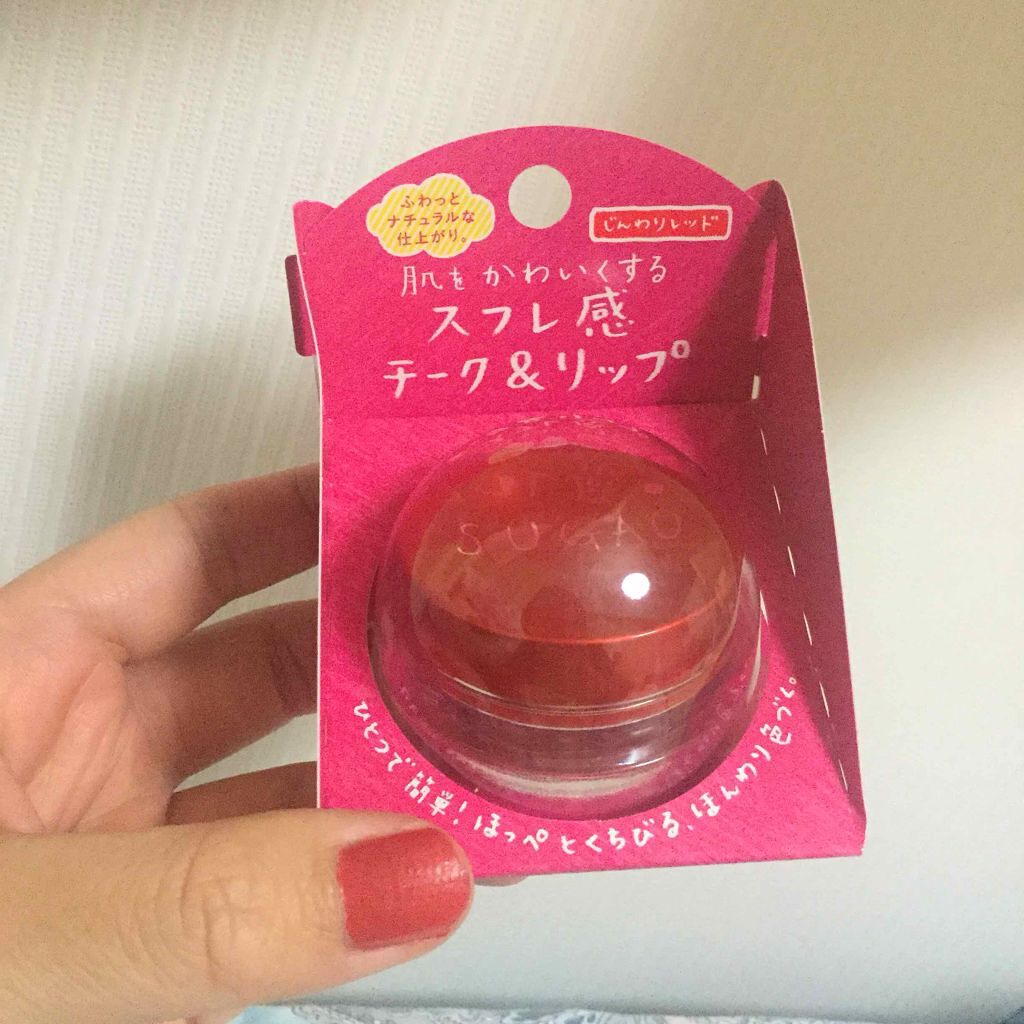 ふわっと
ナチュラルな
仕上がり。
じんわりレッド
肌をかわいくする
スフレ感
チーク&リップ
SUGAO
ひとつで簡単!ほっぺとくちびる、ほんわり色づく。